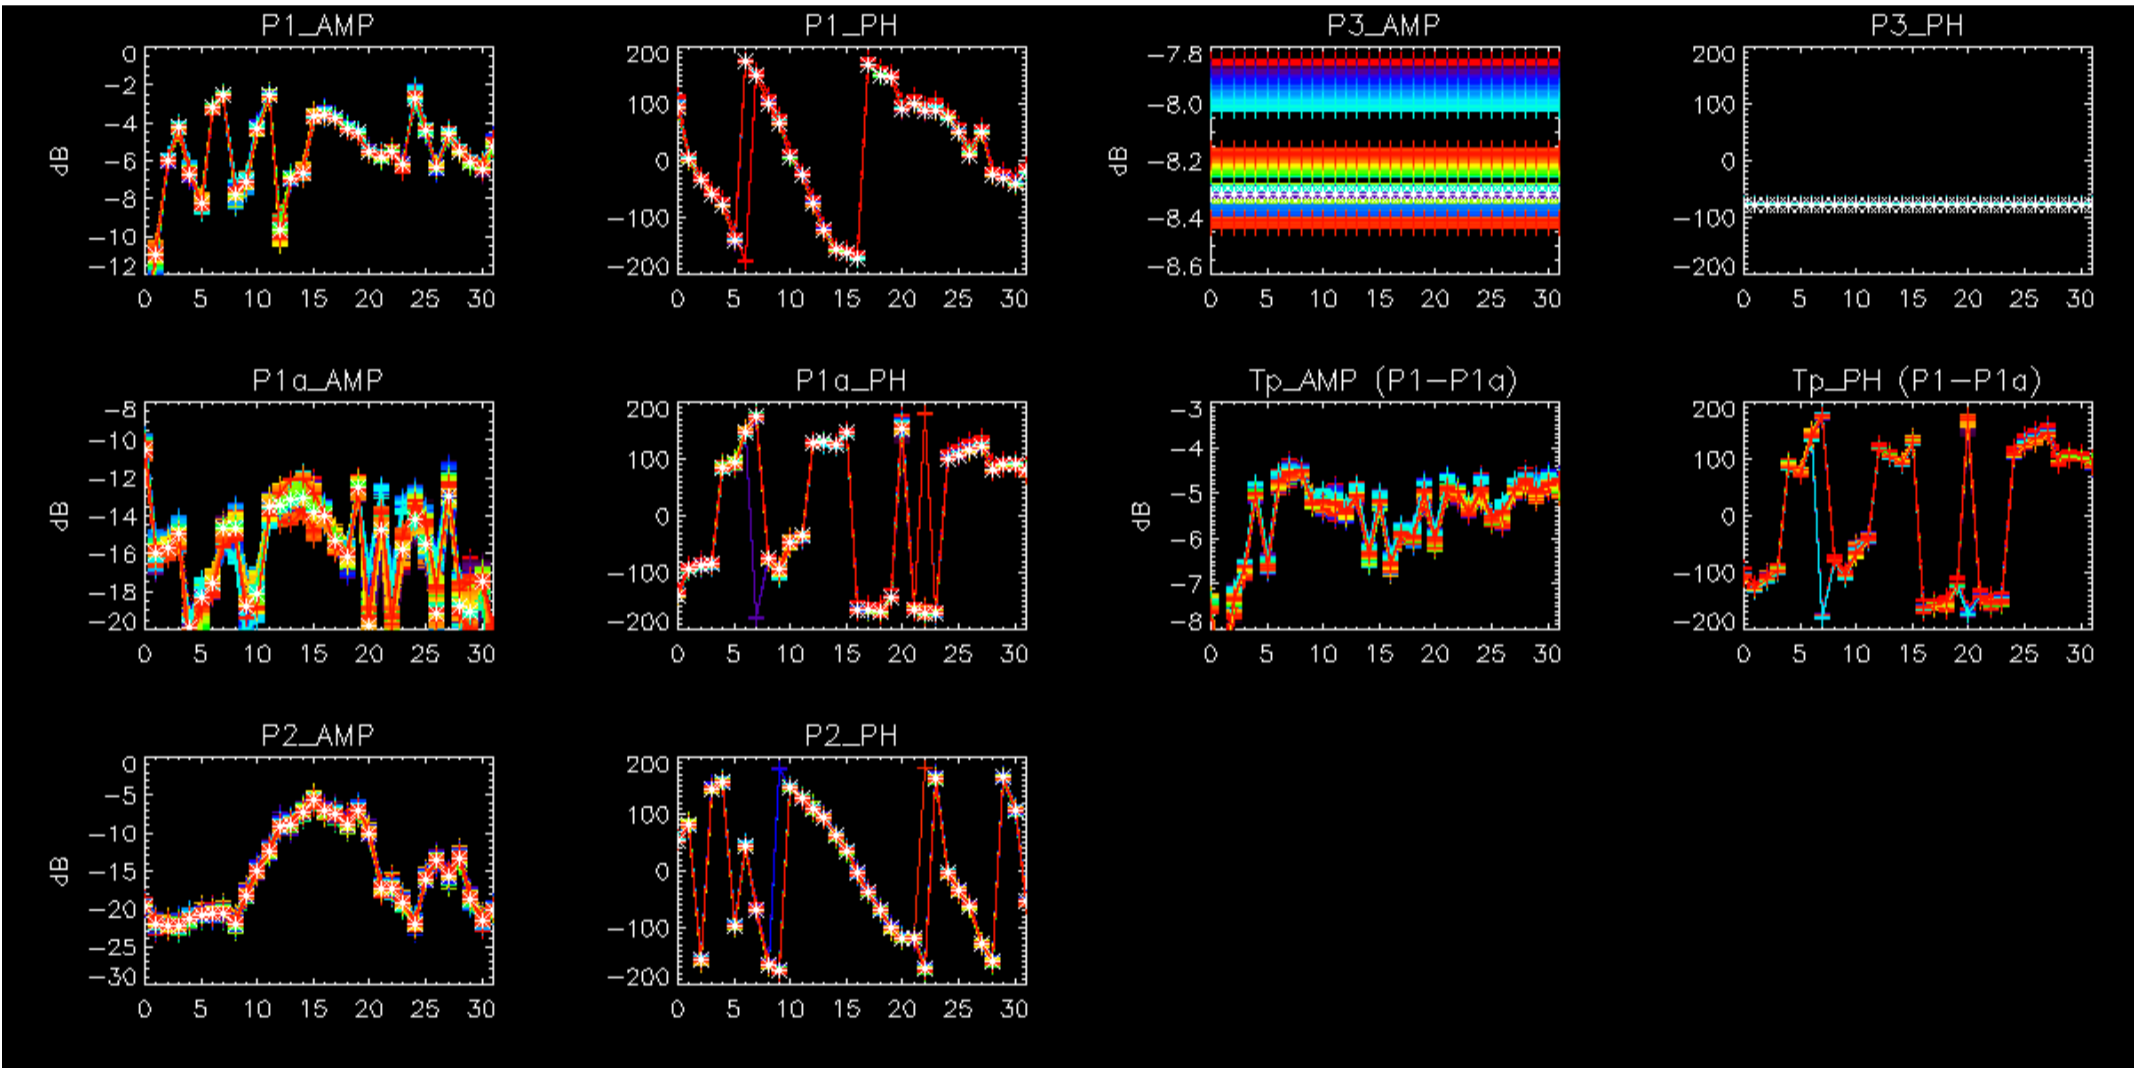 P1_AMP P1_PH P3_AMP P3_PH
0 200 -7.8 200
-2 100 -8.0 100
-4 0 -8.2 0
-6 -100 -8.4 -100
-8 -200 -8.6 -200
-10
-12
dB dB
0 5 10 15 20 25 30 0 5 10 15 20 25 30 0 5 10 15 20 25 30 0 5 10 15 20 25 30
P1a_AMP P1a_PH Tp_AMP (P1-P1a) Tp_PH (P1-P1a)
-8 200 -3 200
-10 100 -4 100
-12 0 -5 0
-14 -100 -6 -100
-16 -200 -7 -200
-18 -8
-20
dB dB
0 5 10 15 20 25 30 0 5 10 15 20 25 30 0 5 10 15 20 25 30 0 5 10 15 20 25 30
P2_AMP P2_PH
0 200
-5 100
-10 0
-15 -100
-20 -200
-25
-30
dB
0 5 10 15 20 25 30 0 5 10 15 20 25 30